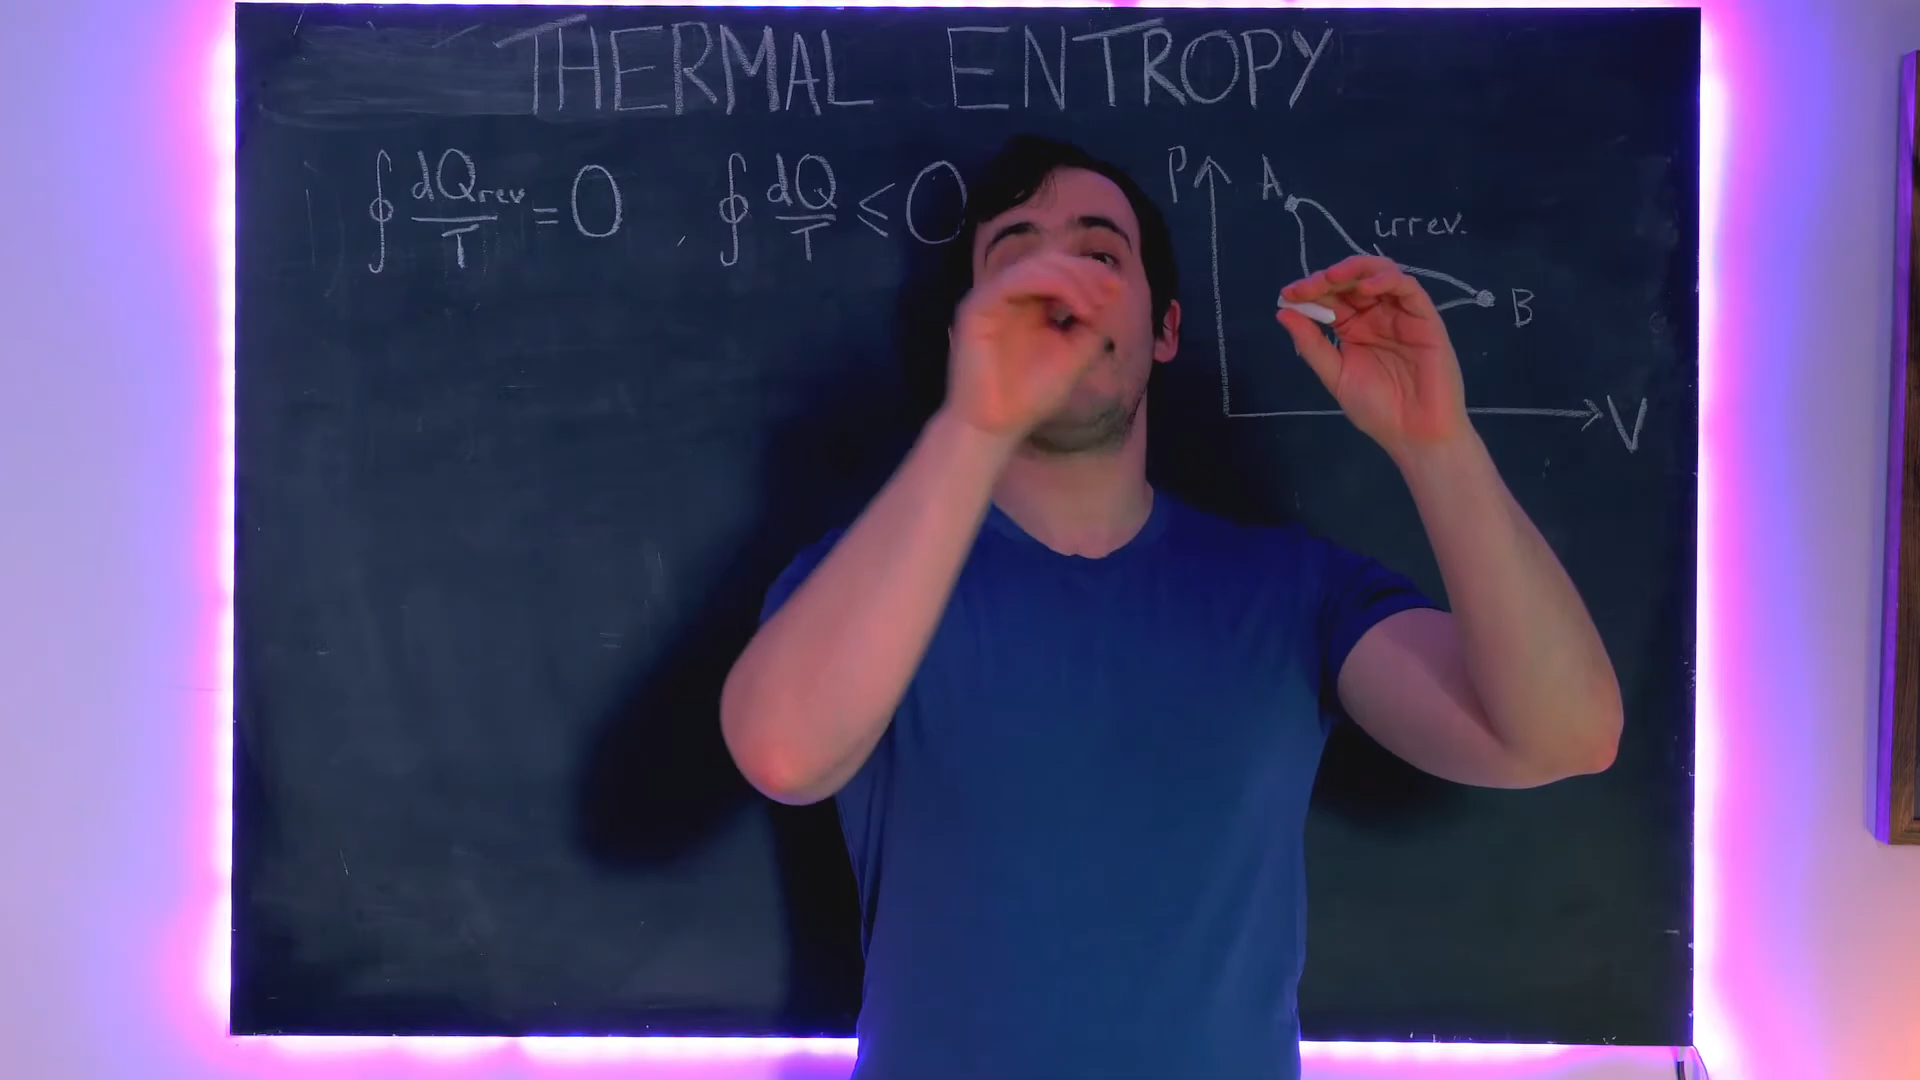 THERMAL ENTROPY
∮ dQrev/T = 0 , ∮ dQ/T ≤ 0
P A irrev. B V